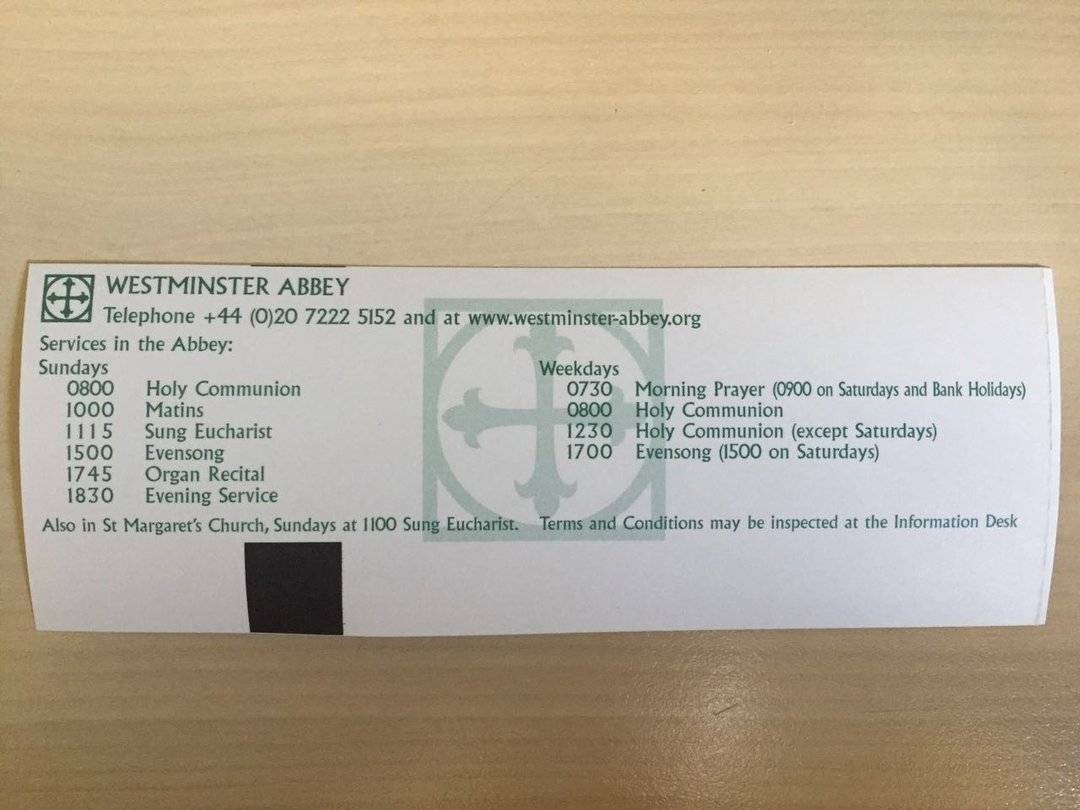 WESTMINSTER ABBEY
Telephone +44 (0)20 7222 5152 and at www.westminster-abbey.org
Services in the Abbey:
Sundays
0800 Holy Communion
1000 Matins
1115 Sung Eucharist
1500 Evensong
1745 Organ Recital
1830 Evening Service
Weekdays
0730 Morning Prayer (0900 on Saturdays and Bank Holidays)
0800 Holy Communion
1230 Holy Communion (except Saturdays)
1700 Evensong (1500 on Saturdays)
Also in St Margaret's Church, Sundays at 1100 Sung Eucharist. Terms and Conditions may be inspected at the Information Desk